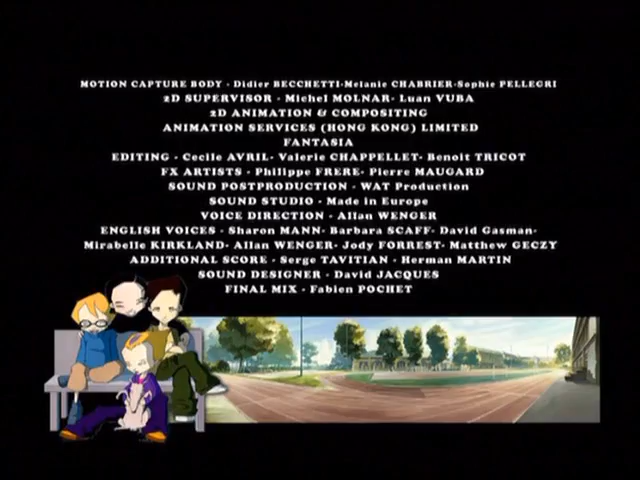 MOTION CAPTURE BODY - Didier BECCHETTI-Melanie CHABRIER-Sophie PELLEGRI
2D SUPERVISOR - Michel MOLNAR- Luan VUBA
2D ANIMATION & COMPOSITING
ANIMATION SERVICES (HONG KONG) LIMITED
FANTASIA
EDITING - Cecile AVRIL- Valerie CHAPPELLET- Benoit TRICOT
FX ARTISTS - Philippe FRERE- Pierre MAUGARD
SOUND POSTPRODUCTION - WAT Production
SOUND STUDIO - Made in Europe
VOICE DIRECTION - Allan WENGER
ENGLISH VOICES - Sharon MANN- Barbara SCAFF- David Gasman-
Mirabelle KIRKLAND- Allan WENGER- Jody FORREST- Matthew GECZY
ADDITIONAL SCORE - Serge TAVITIAN - Herman MARTIN
SOUND DESIGNER - David JACQUES
FINAL MIX - Fabien POCHET